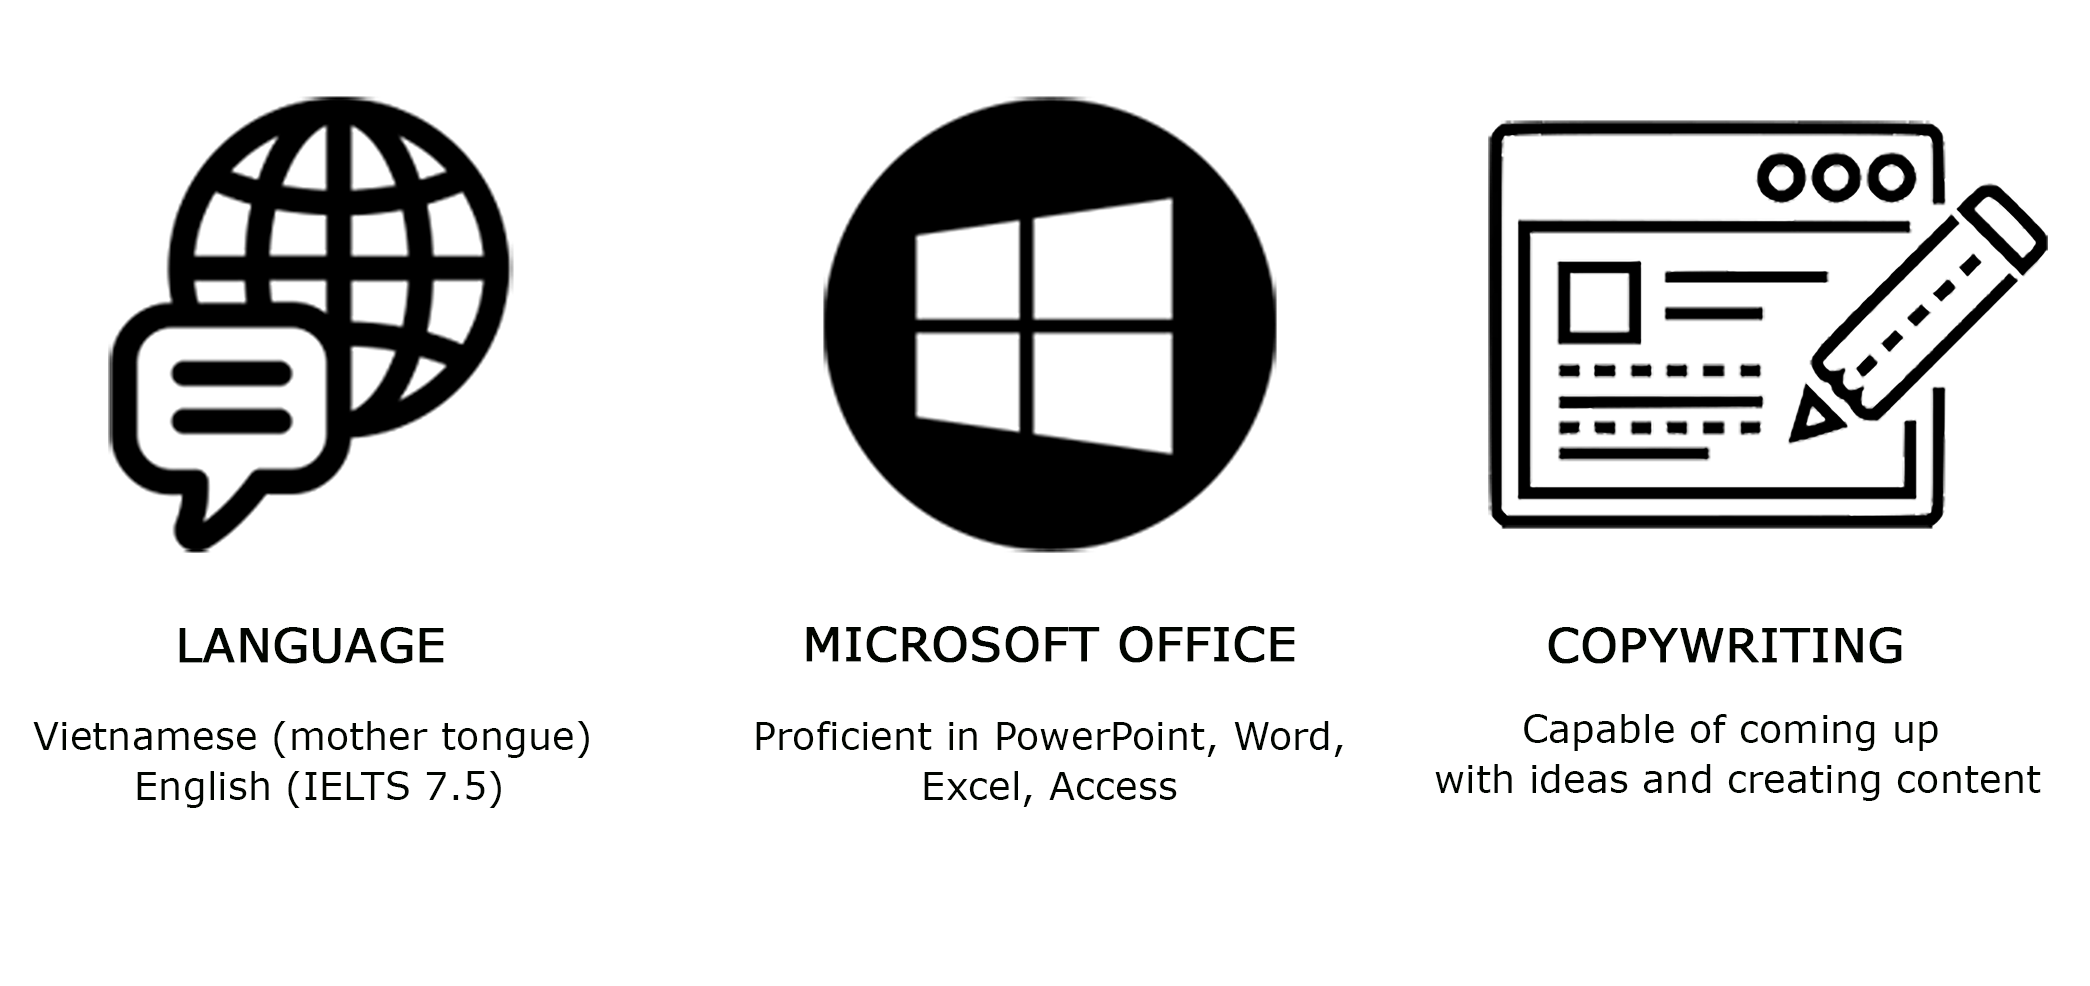 LANGUAGE
Vietnamese (mother tongue)
English (IELTS 7.5)
MICROSOFT OFFICE
Proficient in PowerPoint, Word,
Excel, Access
COPYWRITING
Capable of coming up
with ideas and creating content